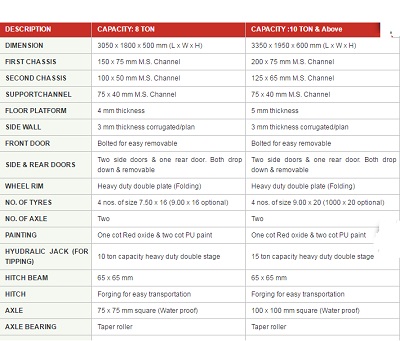 DESCRIPTION CAPACITY: 8 TON CAPACITY :10 TON & Above
DIMENSION 3050 x 1800 x 500 mm (L x W x H) 3350 x 1950 x 600 mm (L x W x H)
FIRST CHASSIS 150 x 75 mm M.S. Channel 200 x 75 mm M.S. Channel
SECOND CHASSIS 100 x 50 mm M.S. Channel 125 x 65 mm M.S. Channel
SUPPORTCHANNEL 75 x 40 mm M.S. Channel 75 x 40 mm M.S. Channel
FLOOR PLATFORM 4 mm thickness 5 mm thickness
SIDE WALL 3 mm thickness corrugated/plan 3 mm thickness corrugated/plan
FRONT DOOR Bolted for easy removable Bolted for easy removable
SIDE & REAR DOORS Two side doors & one rear door. Both drop down & removable Two side doors & one rear door. Both drop down & removable
WHEEL RIM Heavy duty double plate (Folding) Heavy duty double plate (Folding)
NO. OF TYRES 4 nos. of size 7.50 x 16 (9.00 x 16 optional) 4 nos. of size 9.00 x 20 (1000 x 20 optional)
NO. OF AXLE Two Two
PAINTING One cot Red oxide & two cot PU paint One cot Red oxide & two cot PU paint
HYUDRALIC JACK (FOR TIPPING) 10 ton capacity heavy duty double stage 15 ton capacity heavy duty double stage
HITCH BEAM 65 x 65 mm 65 x 65 mm
HITCH Forging for easy transportation Forging for easy transportation
AXLE 75 x 75 mm square (Water proof) 100 x 100 mm square (Water proof)
AXLE BEARING Taper roller Taper roller